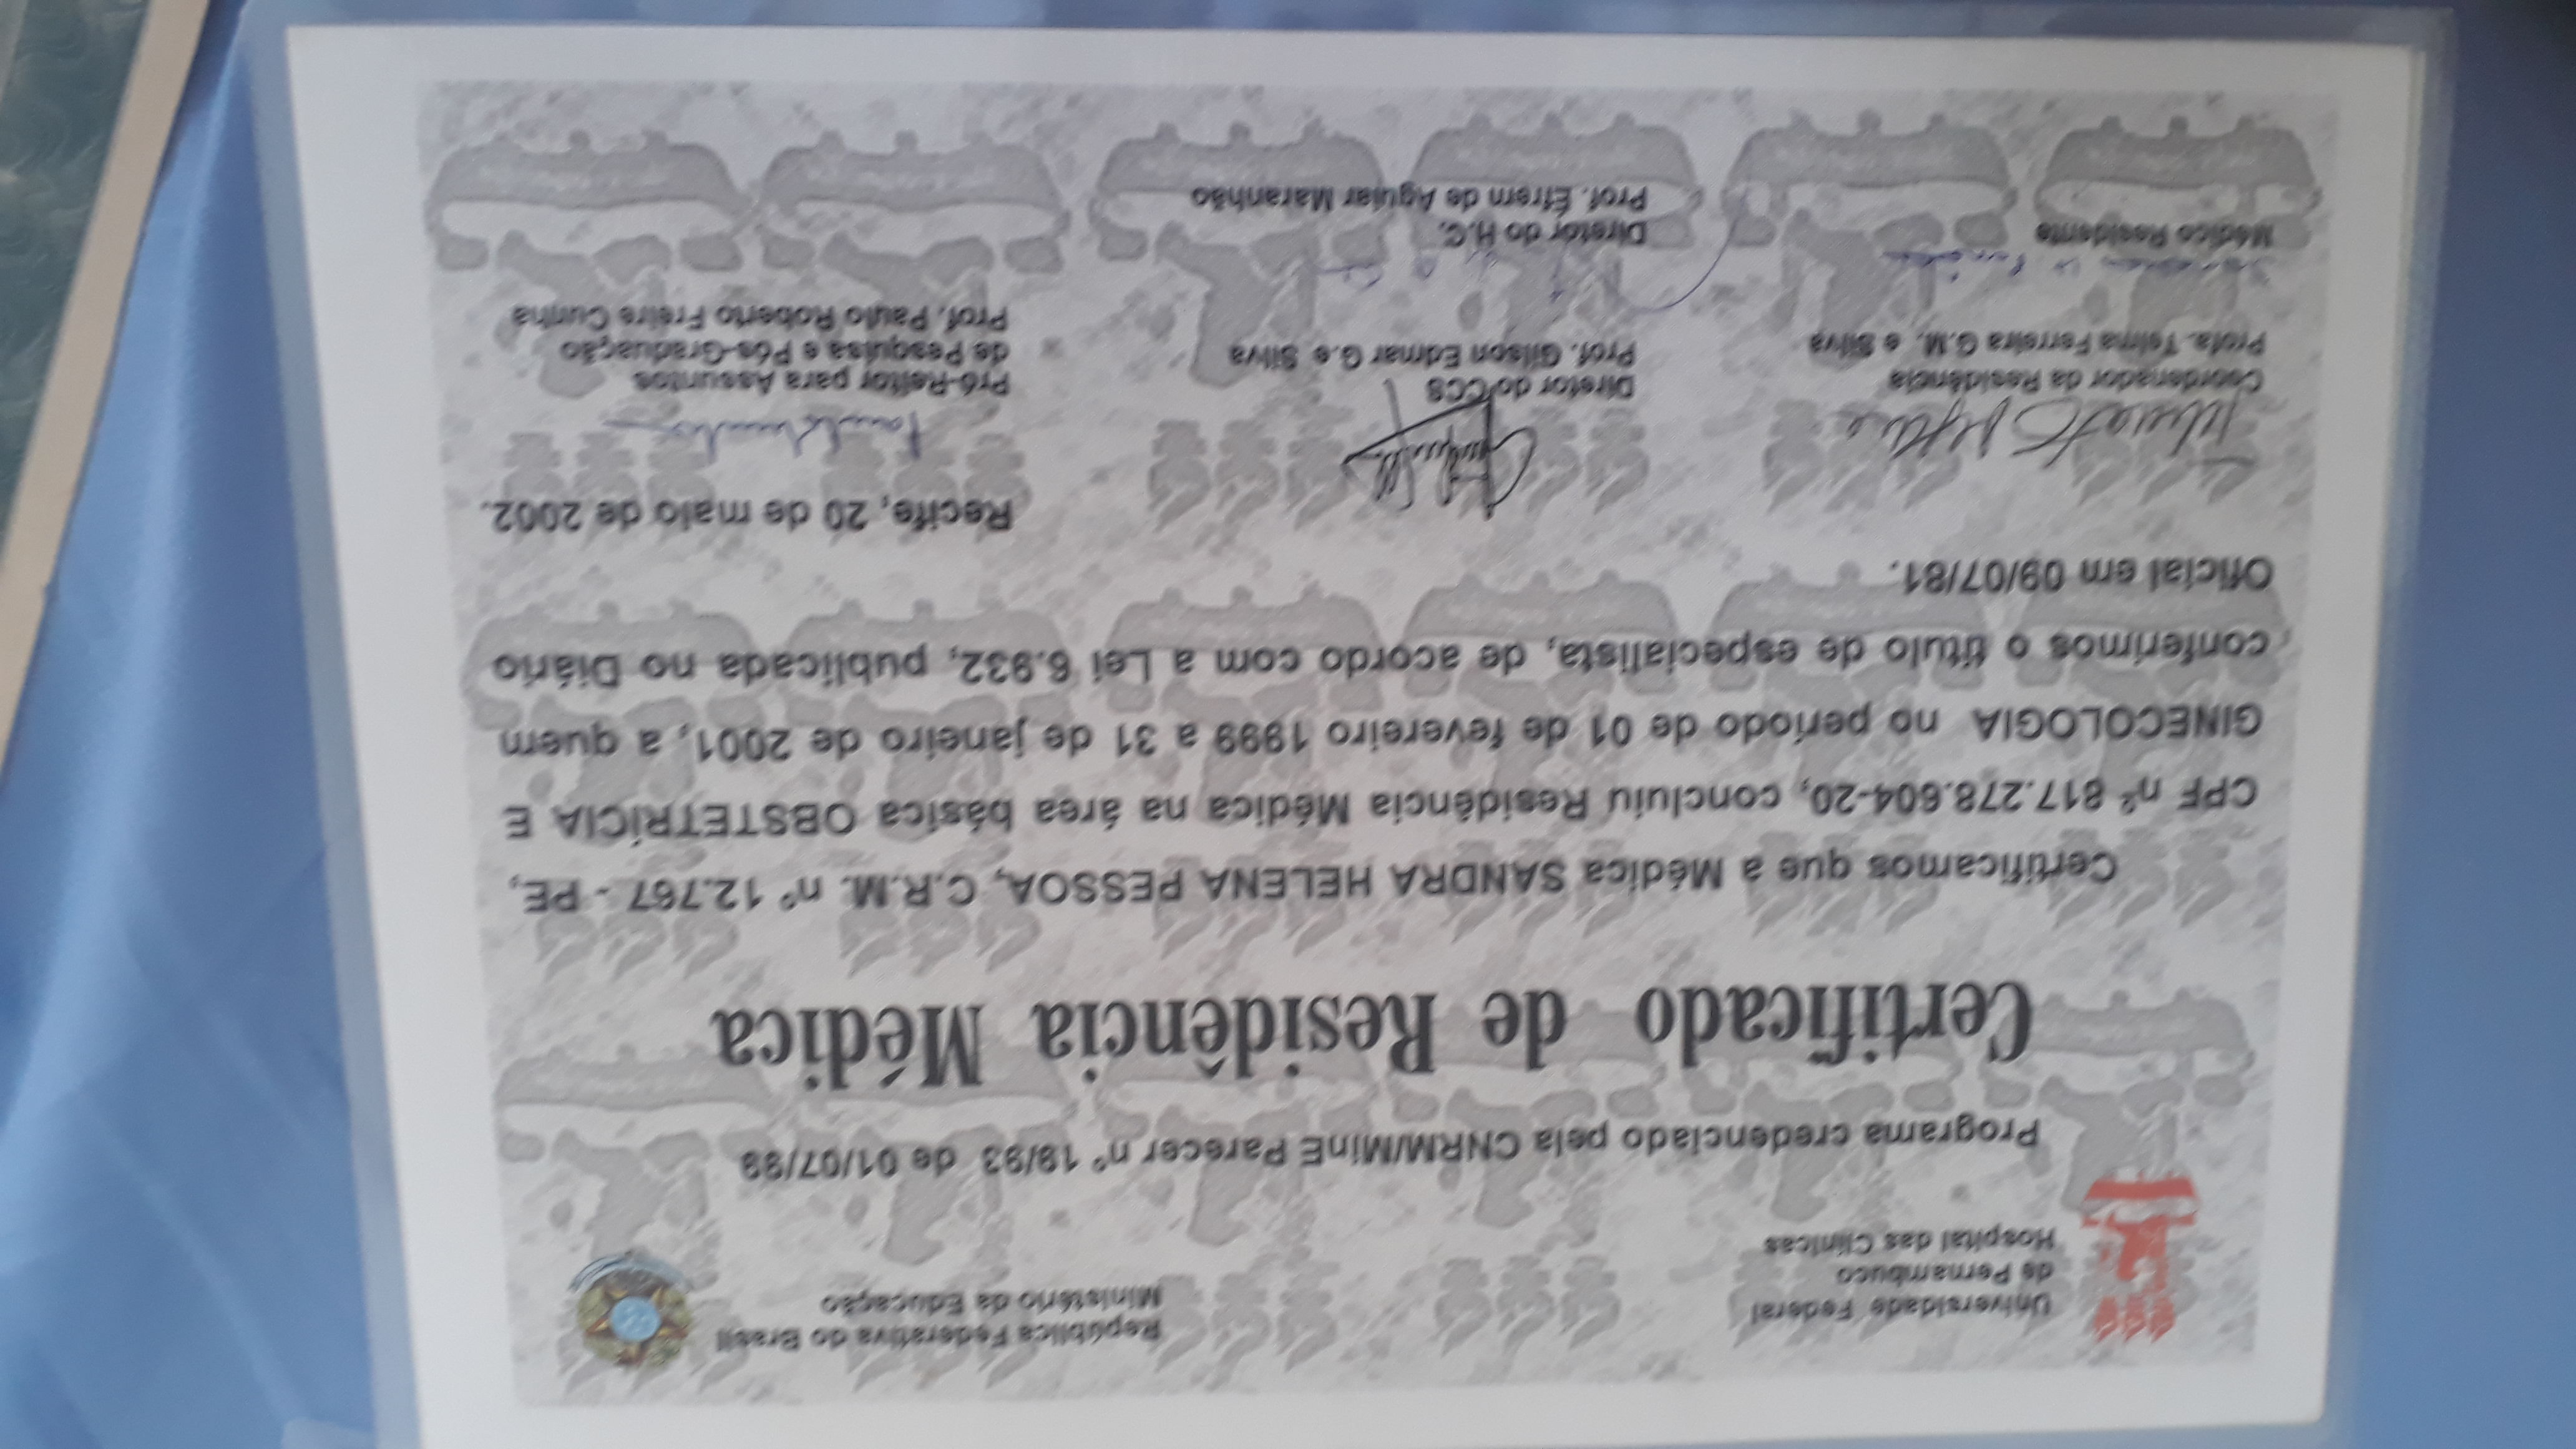 Universidade Federal
de Pernambuco
Hospital das Clínicas
República Federativa do Brasil
Ministério da Educação
Programa credenciado pela CNRM/MinE Parecer nº 19/93 de 01/07/99
Certificado de Residência Médica
Certificamos que a Médica SANDRA HELENA PESSOA, C.R.M. nº 12.767 - PE,
CPF nº 817.278.604-20, concluiu Residência Médica na área básica OBSTETRÍCIA E
GINECOLOGIA no período de 01 de fevereiro 1999 a 31 de janeiro de 2001, a quem
conferimos o título de especialista, de acordo com a Lei 6.932, publicada no Diário
Oficial em 09/07/81.
Recife, 20 de maio de 2002.
Coordenador da Residência
Profa. Telma Ferreira G.M. e Silva
Diretor do CCS
Prof. Gilson Edmar G.e Silva
Pró-Reitor para Assuntos
de Pesquisa e Pós-Graduação
Prof. Paulo Roberto Freire Cunha
Médico Residente
Diretor do H.C.
Prof. Éfrem de Aguiar Maranhão